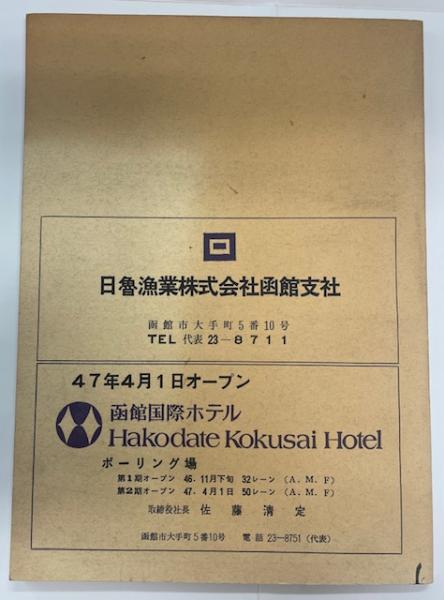 日魯漁業株式会社函館支社
函館市大手町5番10号
TEL 代表 23-8711
47年4月1日オープン
函館国際ホテル
Hakodate Kokusai Hotel
ボーリング場
第1期オープン 46.11月下旬 32レーン (A.M.F)
第2期オープン 47.4月1日 50レーン (A.M.F)
取締役社長 佐藤清定
函館市大手町5番10号 電話 23-8751 (代表)